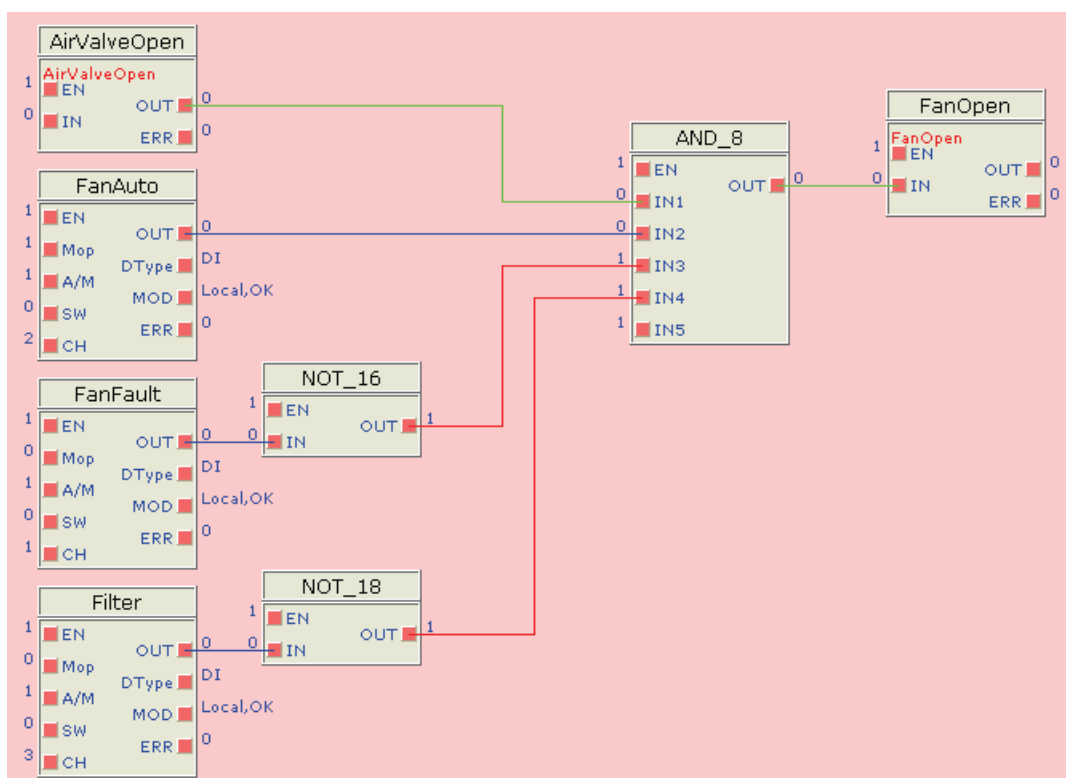 AirValveOpen
AirValveOpen
1 EN
OUT 0
0 IN
ERR 0
FanAuto
1 EN
OUT 0
1 Mop
DType DI
1 A/M
MOD Local,OK
0 SW
ERR 0
2 CH
FanFault
1 EN
OUT 0
0 Mop
DType DI
1 A/M
MOD Local,OK
0 SW
ERR 0
1 CH
NOT_16
1 EN
OUT 1
0 IN
Filter
1 EN
OUT 0
0 Mop
DType DI
1 A/M
MOD Local,OK
0 SW
ERR 0
3 CH
NOT_18
1 EN
OUT 1
0 IN
AND_8
1 EN
OUT 0
0 IN1
0 IN2
1 IN3
1 IN4
1 IN5
FanOpen
FanOpen
1 EN
OUT 0
0 IN
ERR 0